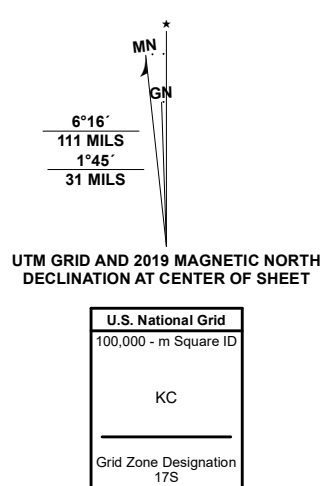 MN
GN
6°16´
111 MILS
1°45´
31 MILS
UTM GRID AND 2019 MAGNETIC NORTH
DECLINATION AT CENTER OF SHEET
U.S. National Grid
100,000 - m Square ID
KC
Grid Zone Designation
17S